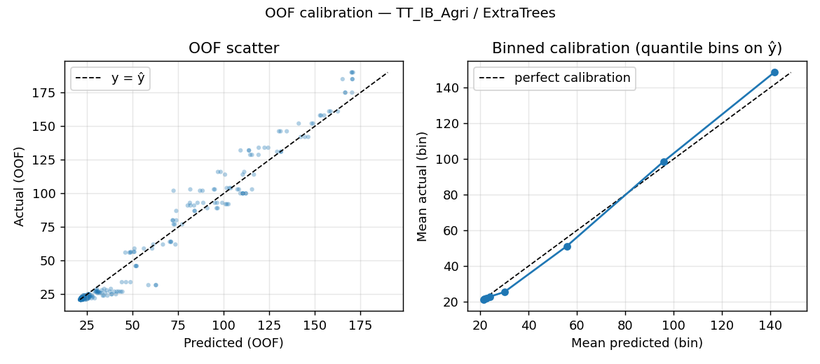 OOF calibration — TT_IB_Agri / ExtraTrees
OOF scatter
y = ŷ
175
150
125
100
75
50
25
25 50 75 100 125 150 175
Actual (OOF)
Predicted (OOF)
Binned calibration (quantile bins on ŷ)
perfect calibration
140
120
100
80
60
40
20
20 40 60 80 100 120 140
Mean actual (bin)
Mean predicted (bin)